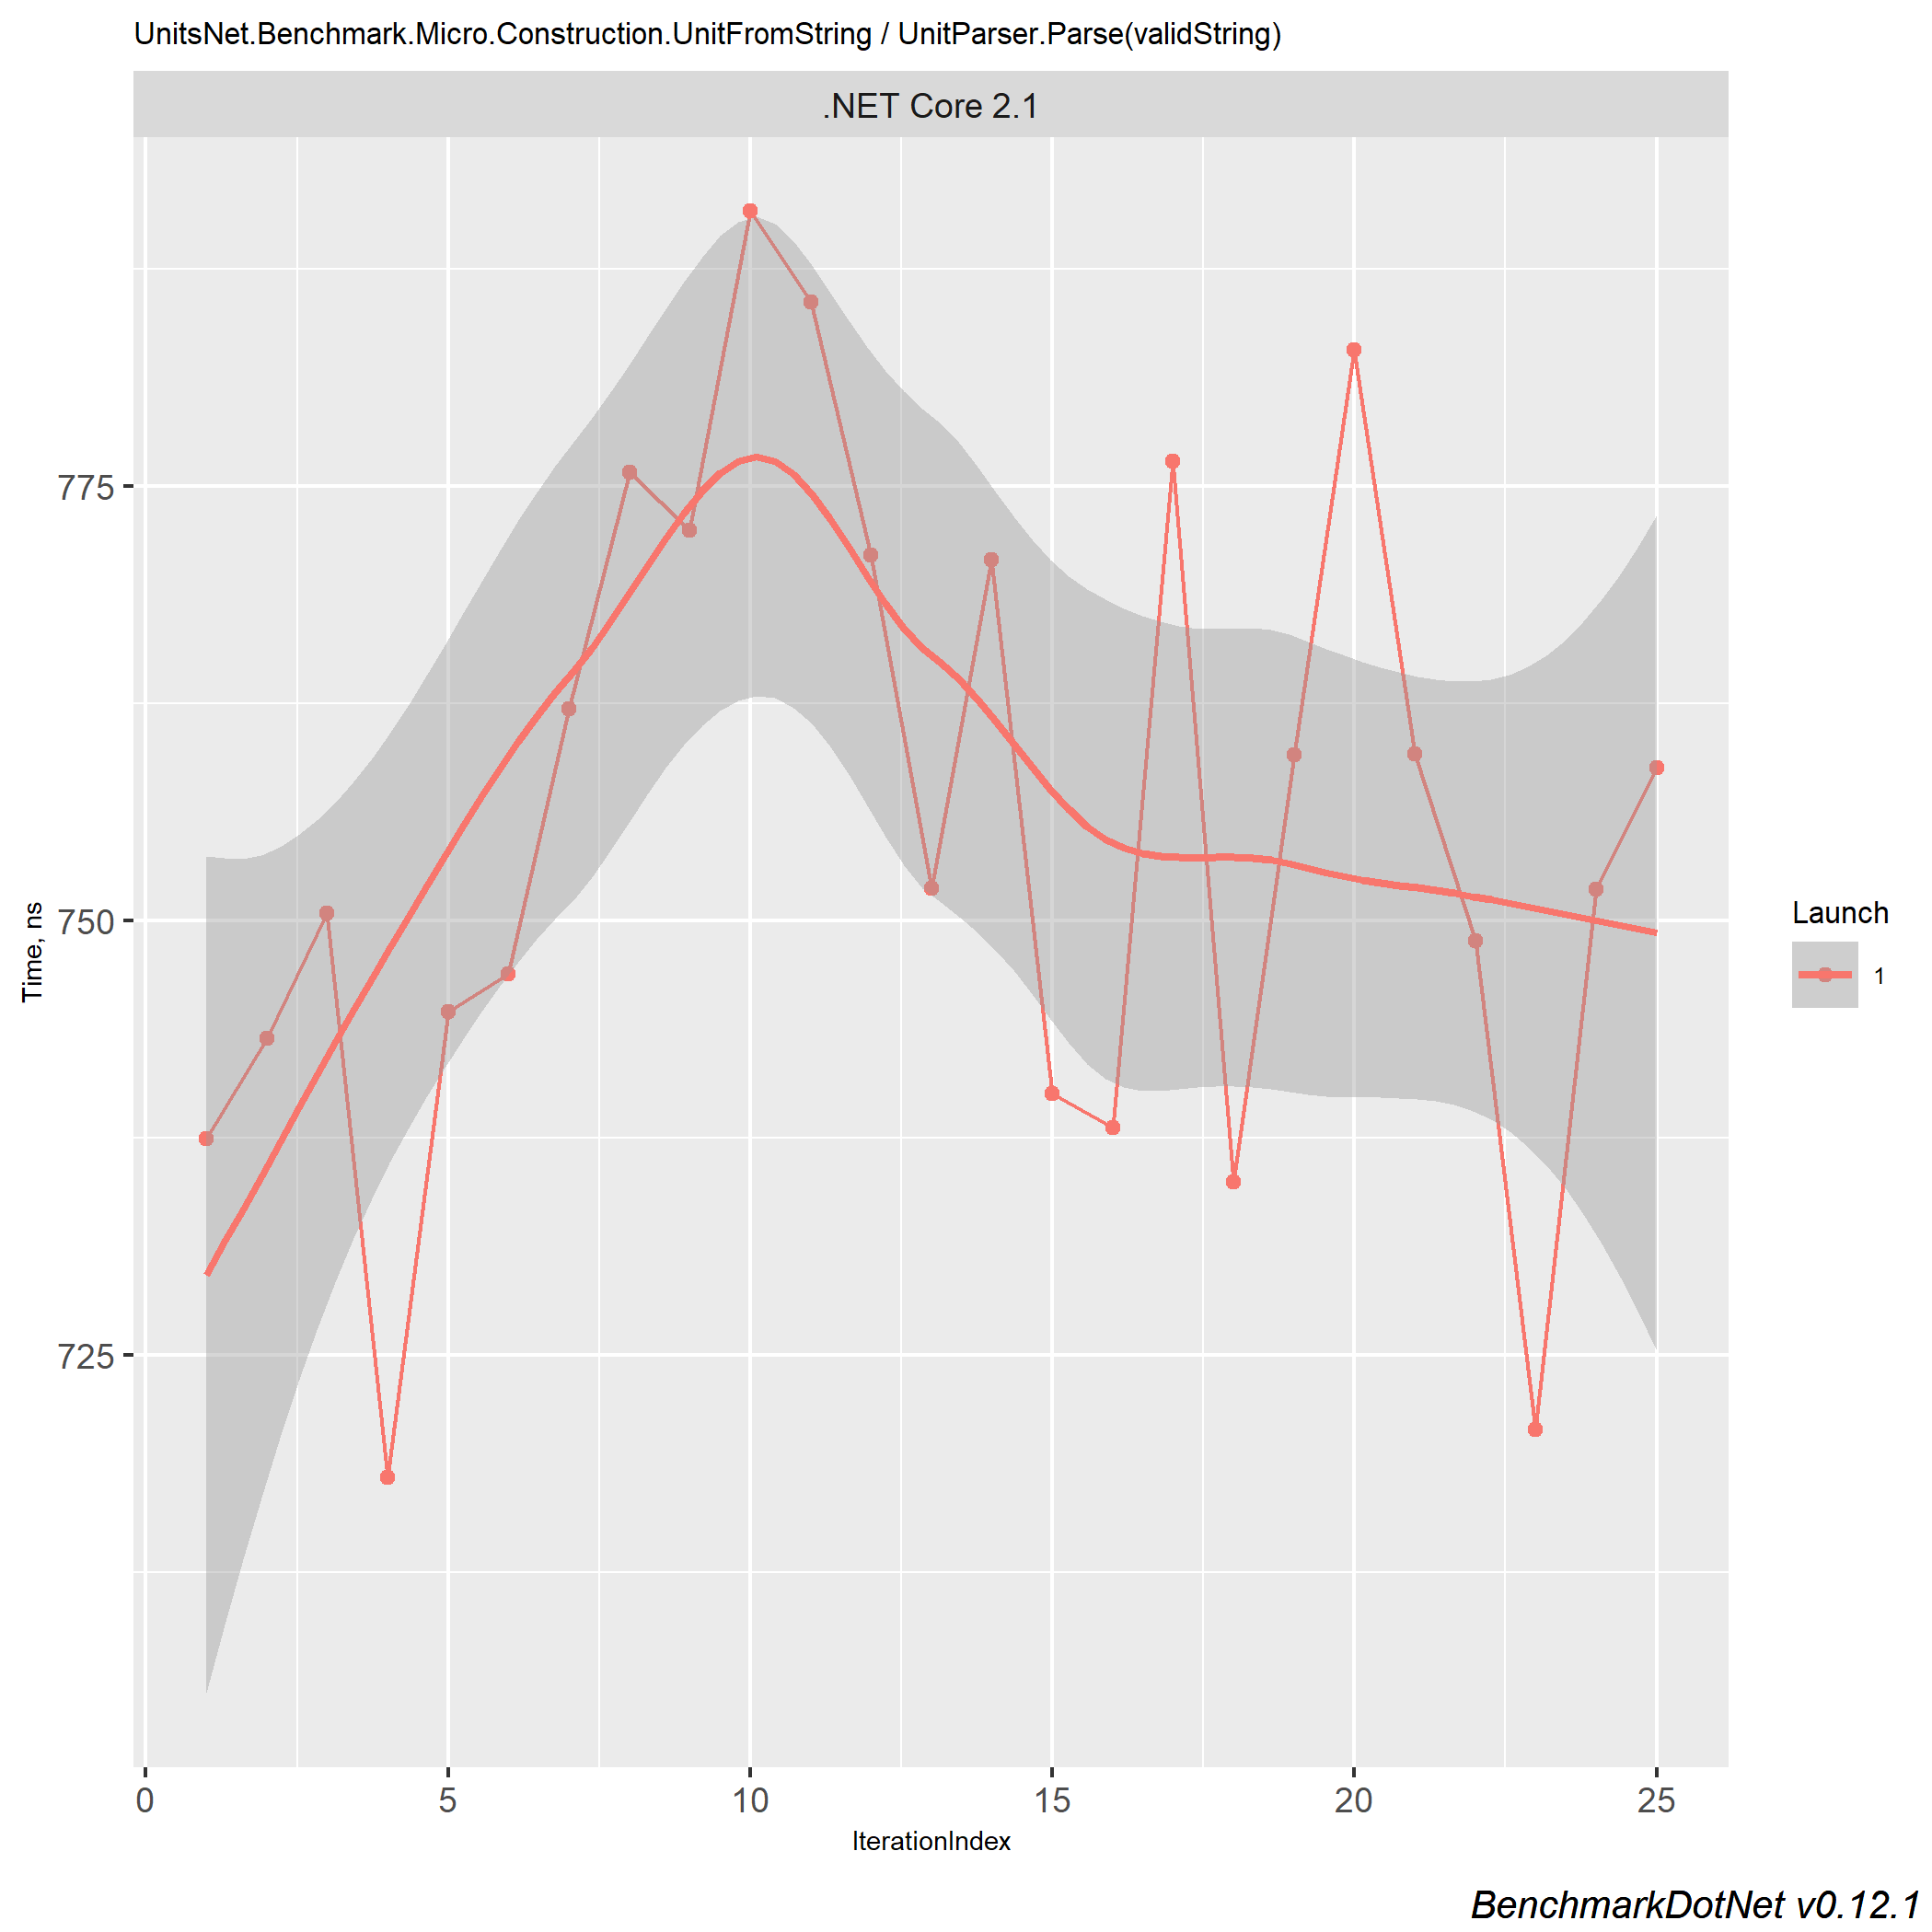 UnitsNet.Benchmark.Micro.Construction.UnitFromString / UnitParser.Parse(validString)
.NET Core 2.1
775
750
725
Time, ns
0 5 10 15 20 25
IterationIndex
Launch
1
BenchmarkDotNet v0.12.1